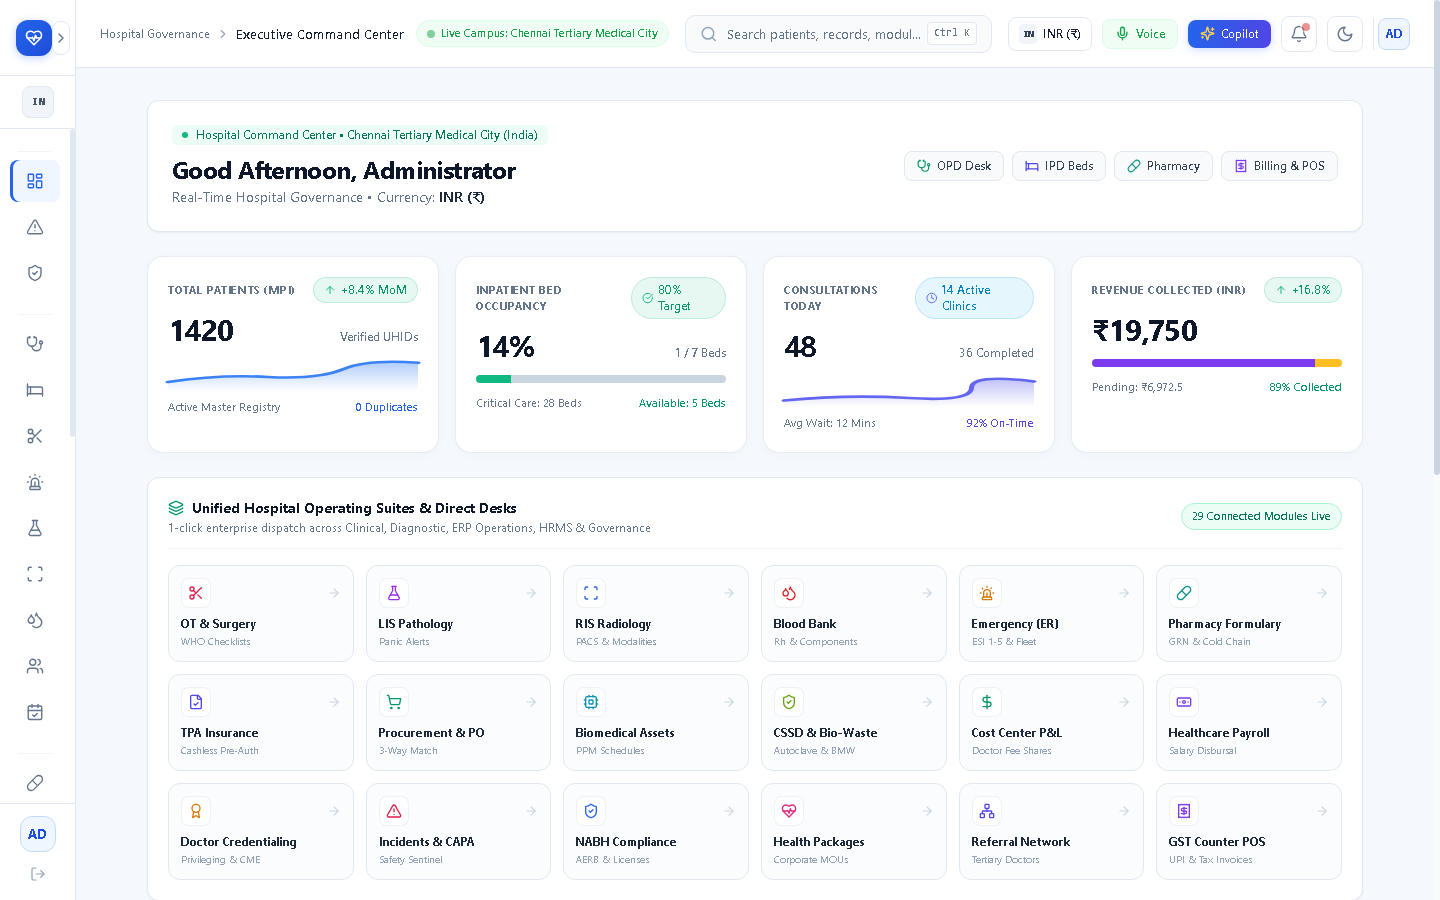 Hospital Governance
Executive Command Center
Live Campus: Chennai Tertiary Medical City
Search patients, records, modul...
Ctrl K
IN INR (₹)
Voice
Copilot
AD
IN
Hospital Command Center • Chennai Tertiary Medical City (India)
Good Afternoon, Administrator
Real-Time Hospital Governance • Currency: INR (₹)
OPD Desk
IPD Beds
Pharmacy
Billing & POS
TOTAL PATIENTS (MPI)
+8.4% MoM
1420
Verified UHIDs
Active Master Registry
0 Duplicates
INPATIENT BED
OCCUPANCY
80%
Target
14%
1 / 7 Beds
Critical Care: 28 Beds
Available: 5 Beds
CONSULTATIONS
TODAY
14 Active
Clinics
48
36 Completed
Avg Wait: 12 Mins
92% On-Time
REVENUE COLLECTED (INR)
+16.8%
₹19,750
Pending: ₹6,972.5
89% Collected
Unified Hospital Operating Suites & Direct Desks
1-click enterprise dispatch across Clinical, Diagnostic, ERP Operations, HRMS & Governance
29 Connected Modules Live
OT & Surgery
WHO Checklists
LIS Pathology
Panic Alerts
RIS Radiology
PACS & Modalities
Blood Bank
Rh & Components
Emergency (ER)
ESI 1-5 & Fleet
Pharmacy Formulary
GRN & Cold Chain
TPA Insurance
Cashless Pre-Auth
Procurement & PO
3-Way Match
Biomedical Assets
PPM Schedules
CSSD & Bio-Waste
Autoclave & BMW
Cost Center P&L
Doctor Fee Shares
Healthcare Payroll
Salary Disbursal
Doctor Credentialing
Privileging & CME
Incidents & CAPA
Safety Sentinel
NABH Compliance
AERB & Licenses
Health Packages
Corporate MOUs
Referral Network
Tertiary Doctors
GST Counter POS
UPI & Tax Invoices
AD